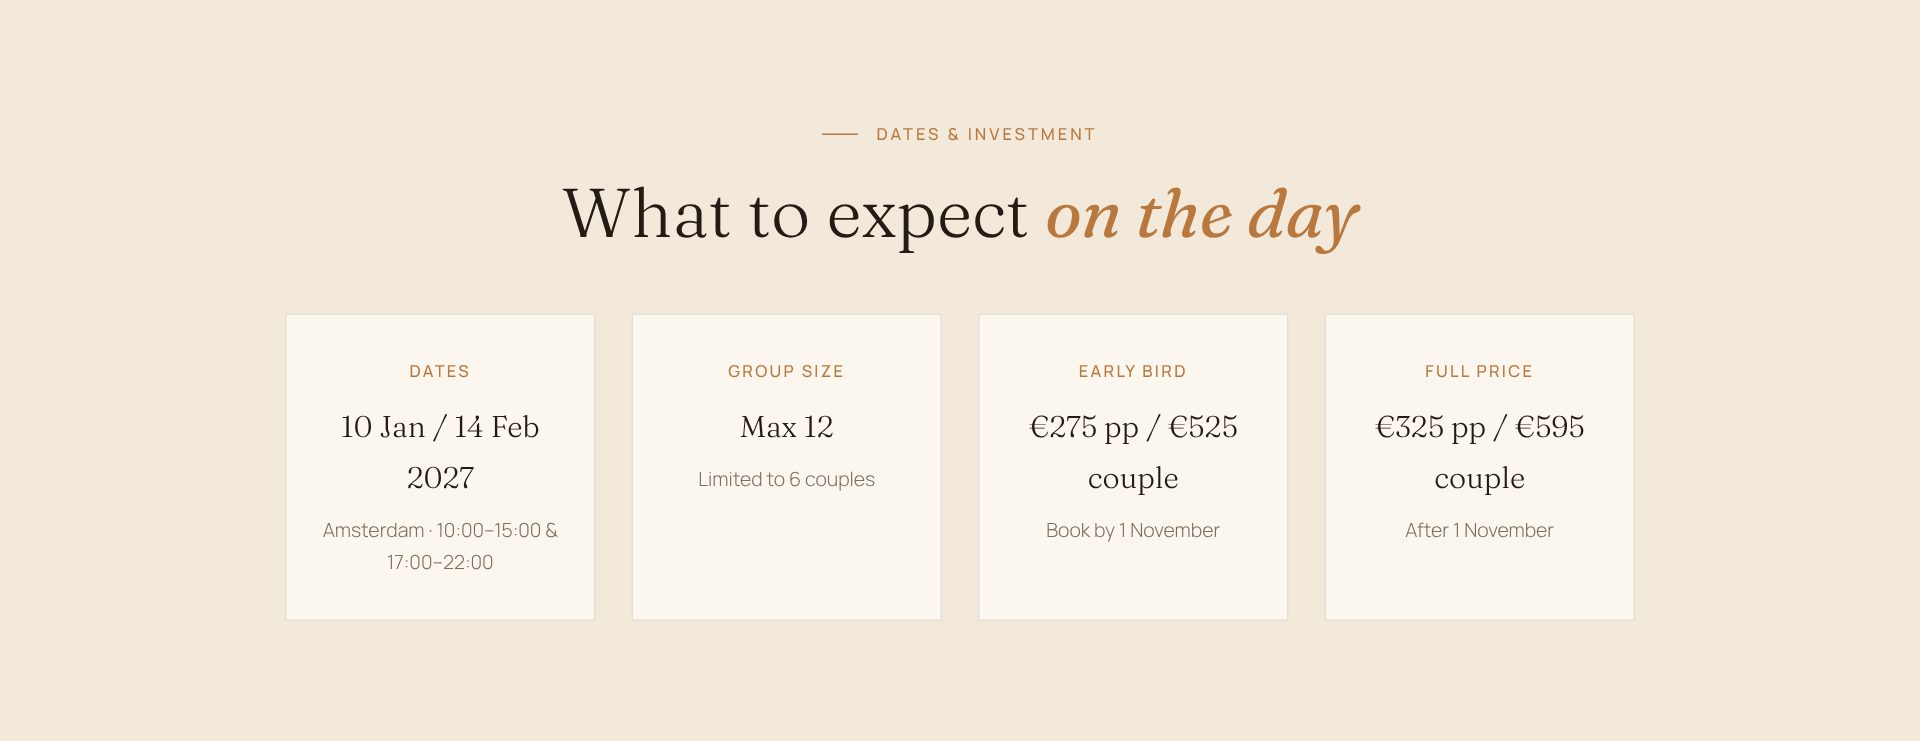 DATES & INVESTMENT
What to expect on the day
DATES
10 Jan / 14 Feb
2027
Amsterdam · 10:00–15:00 &
17:00–22:00
GROUP SIZE
Max 12
Limited to 6 couples
EARLY BIRD
€275 pp / €525
couple
Book by 1 November
FULL PRICE
€325 pp / €595
couple
After 1 November